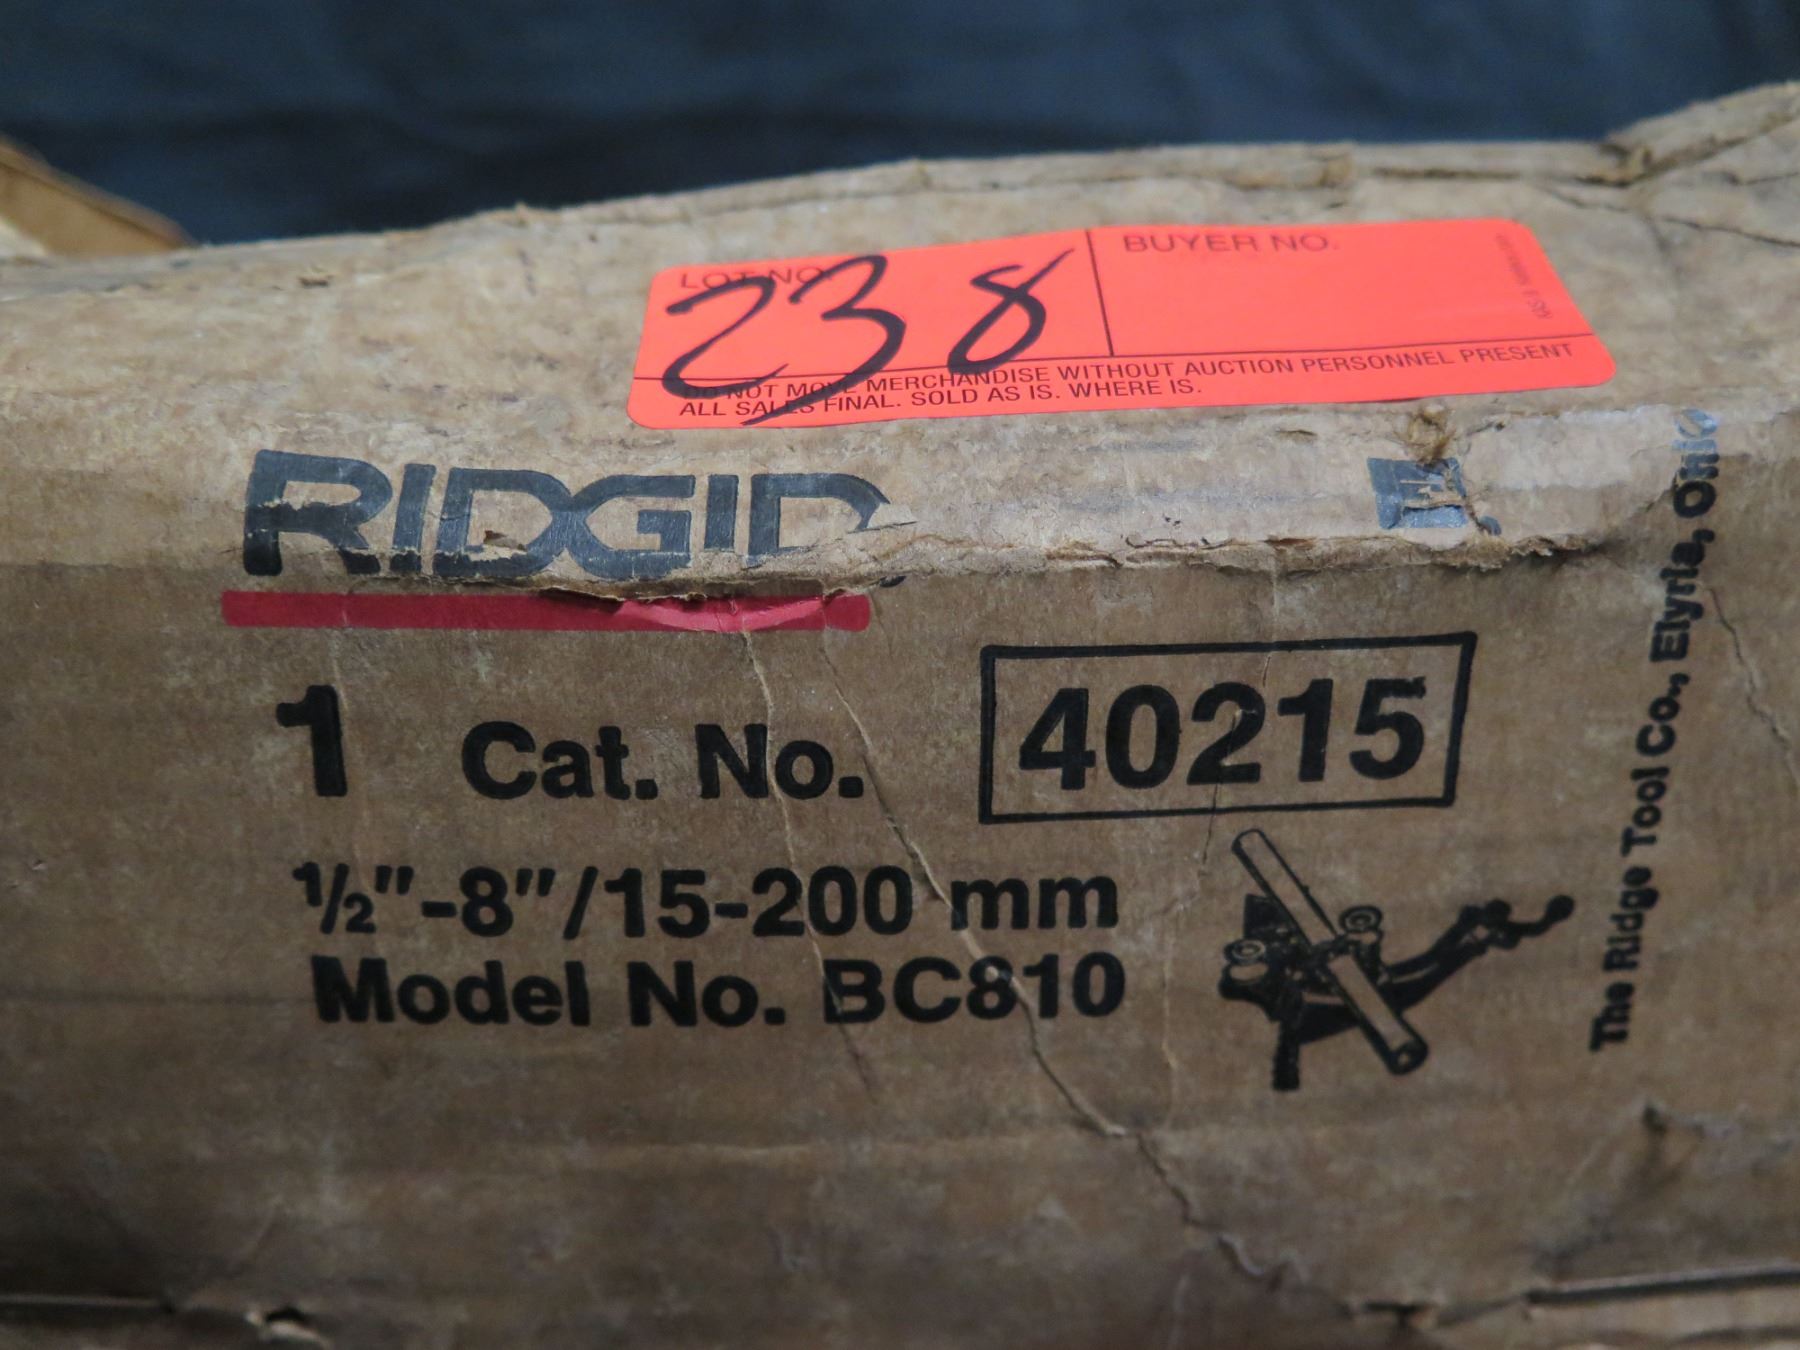 LOT NO.
238
BUYER NO.
DO NOT MOVE MERCHANDISE WITHOUT AUCTION PERSONNEL PRESENT
ALL SALES FINAL. SOLD AS IS. WHERE IS.
RIDGID
1 Cat. No. 40215
1/2"-8"/15-200 mm
Model No. BC810
The Ridge Tool Co., Elyria, Ohio